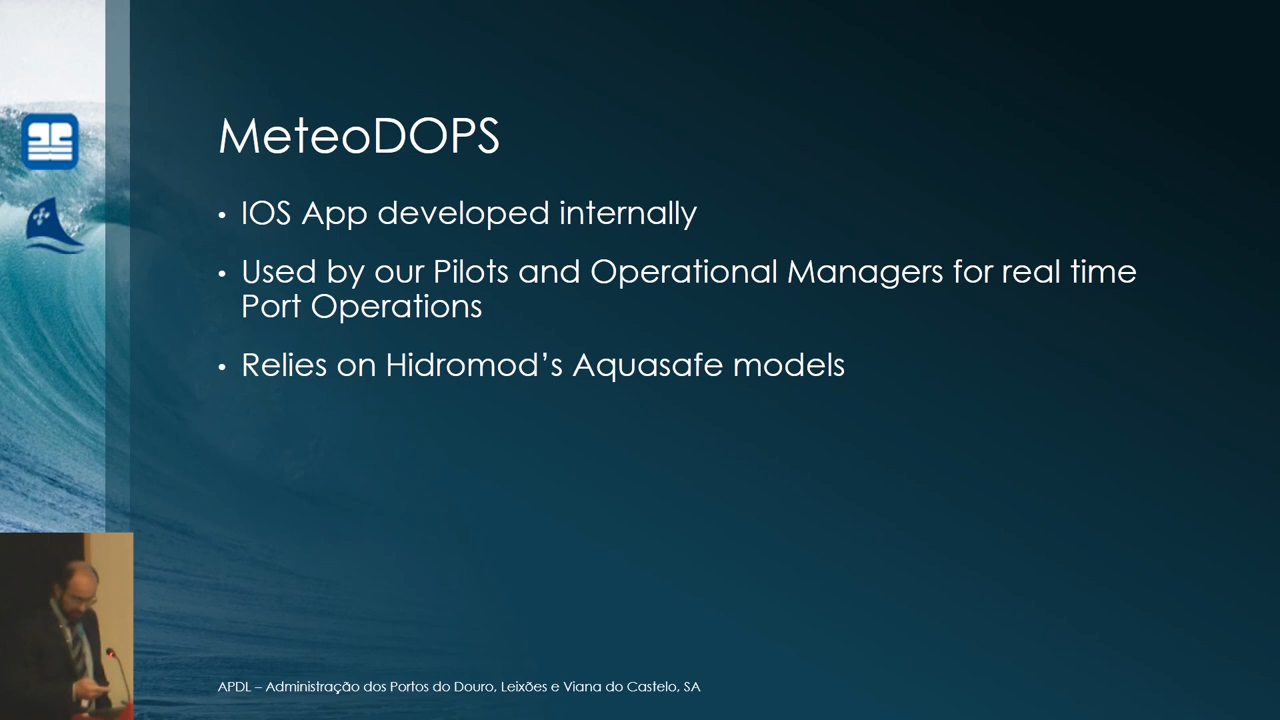 MeteoDOPS
• IOS App developed internally
• Used by our Pilots and Operational Managers for real time
Port Operations
• Relies on Hidromod’s Aquasafe models
APDL – Administração dos Portos do Douro, Leixões e Viana do Castelo, SA